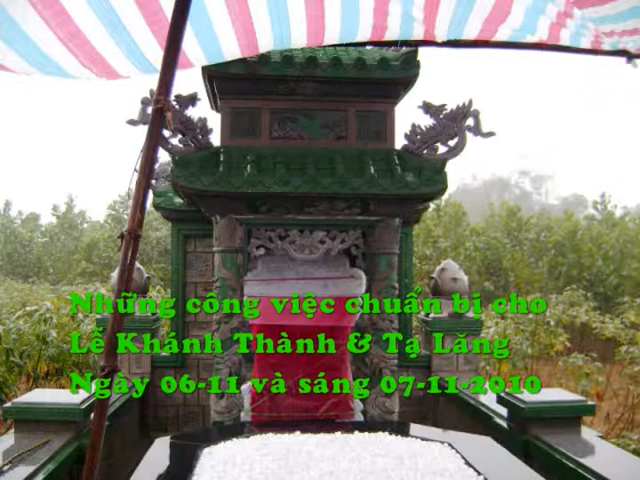 Những công việc chuẩn bị cho
Lễ Khánh Thành & Tạ Lăng
Ngày 06-11 và sáng 07-11-2010